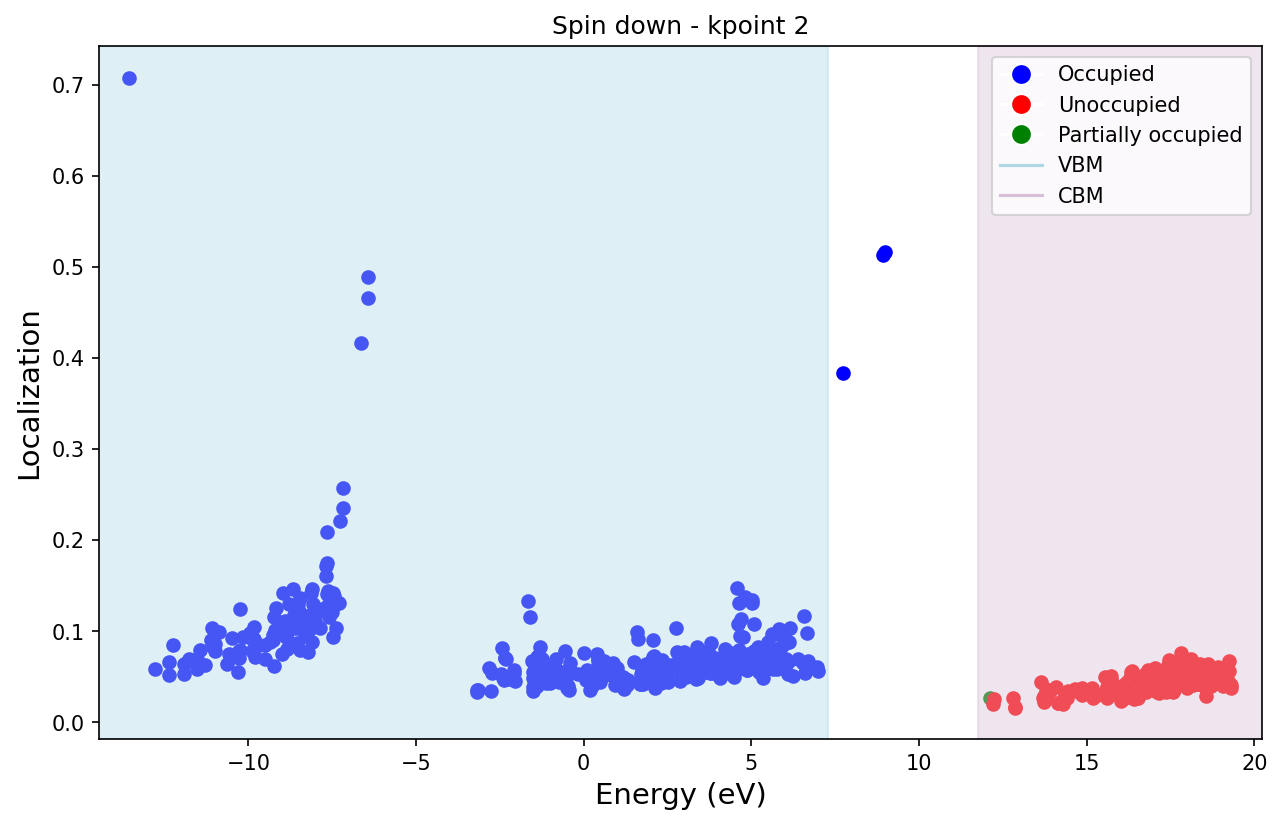 Spin down - kpoint 2
Localization
0.7
0.6
0.5
0.4
0.3
0.2
0.1
0.0
Occupied
Unoccupied
Partially occupied
VBM
CBM
−10
−5
0
5
10
15
20
Energy (eV)